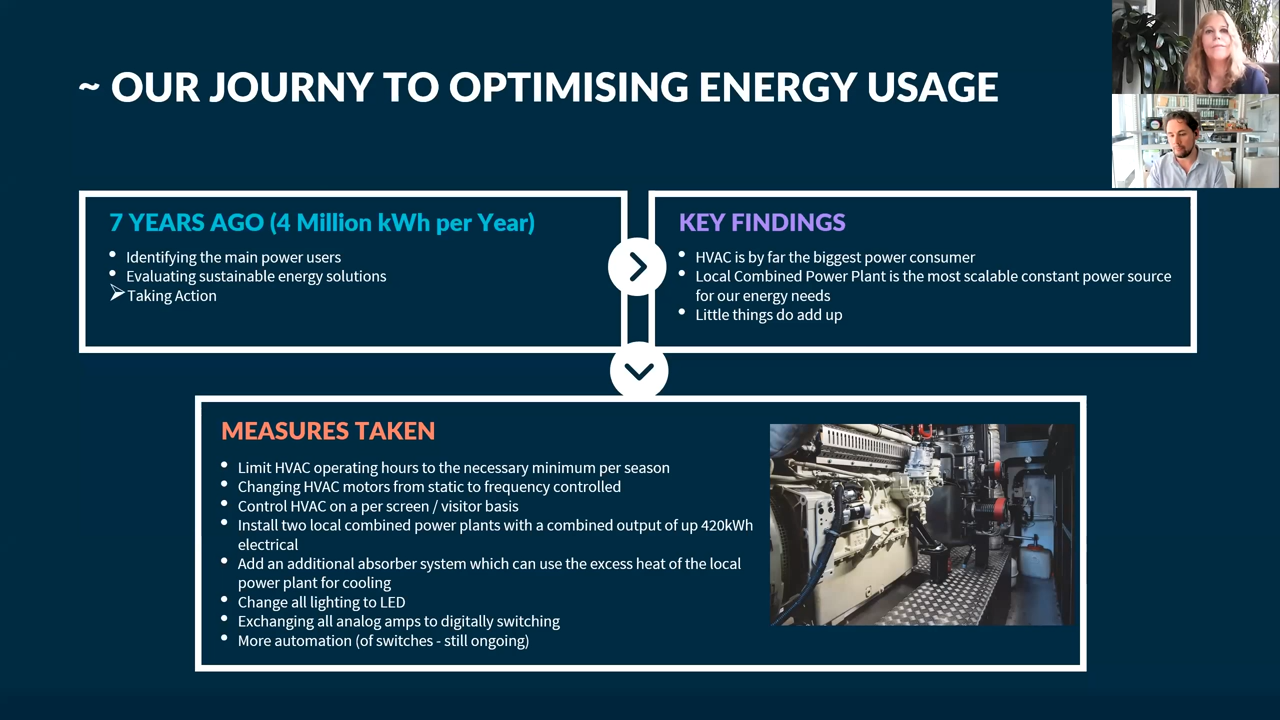 ~ OUR JOURNY TO OPTIMISING ENERGY USAGE
7 YEARS AGO (4 Million kWh per Year)
• Identifying the main power users
• Evaluating sustainable energy solutions
➢Taking Action
KEY FINDINGS
• HVAC is by far the biggest power consumer
• Local Combined Power Plant is the most scalable constant power source
for our energy needs
• Little things do add up
MEASURES TAKEN
• Limit HVAC operating hours to the necessary minimum per season
• Changing HVAC motors from static to frequency controlled
• Control HVAC on a per screen / visitor basis
• Install two local combined power plants with a combined output of up 420kWh
electrical
• Add an additional absorber system which can use the excess heat of the local
power plant for cooling
• Change all lighting to LED
• Exchanging all analog amps to digitally switching
• More automation (of switches - still ongoing)